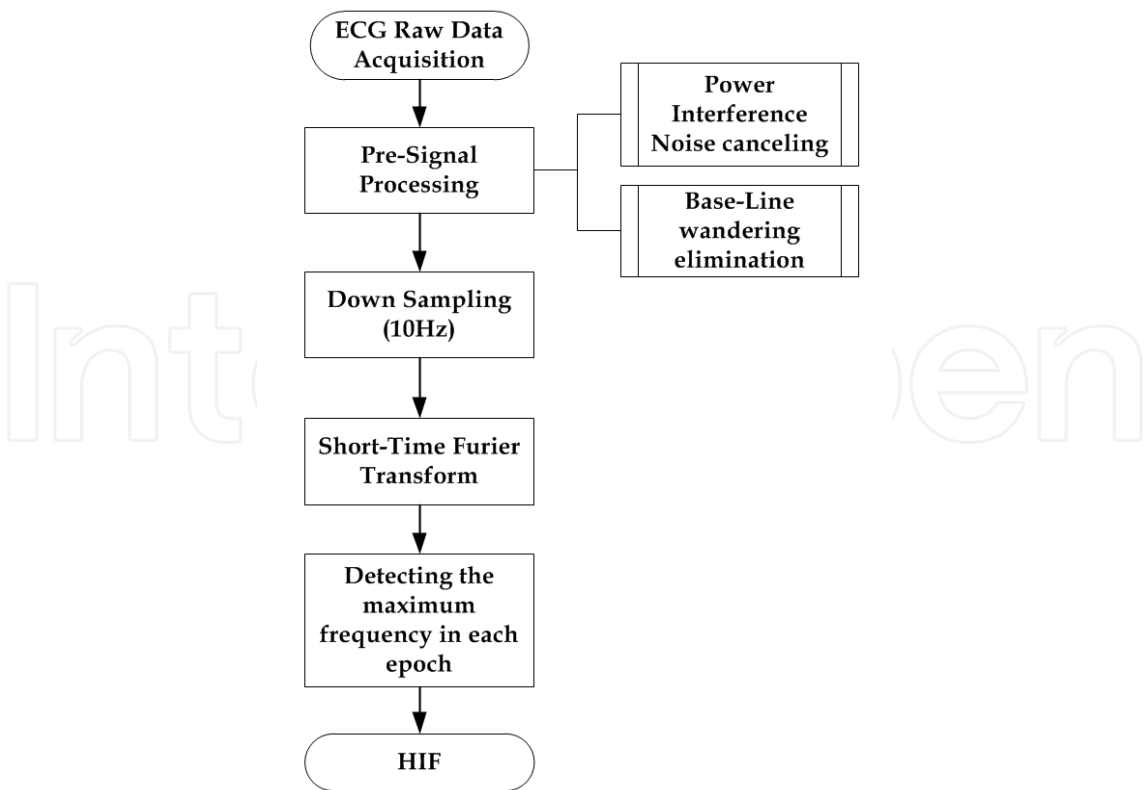 ECG Raw Data
Acquisition
Pre-Signal
Processing
Power
Interference
Noise canceling
Base-Line
wandering
elimination
Down Sampling
(10Hz)
Short-Time Furier
Transform
Detecting the
maximum
frequency in each
epoch
HIF